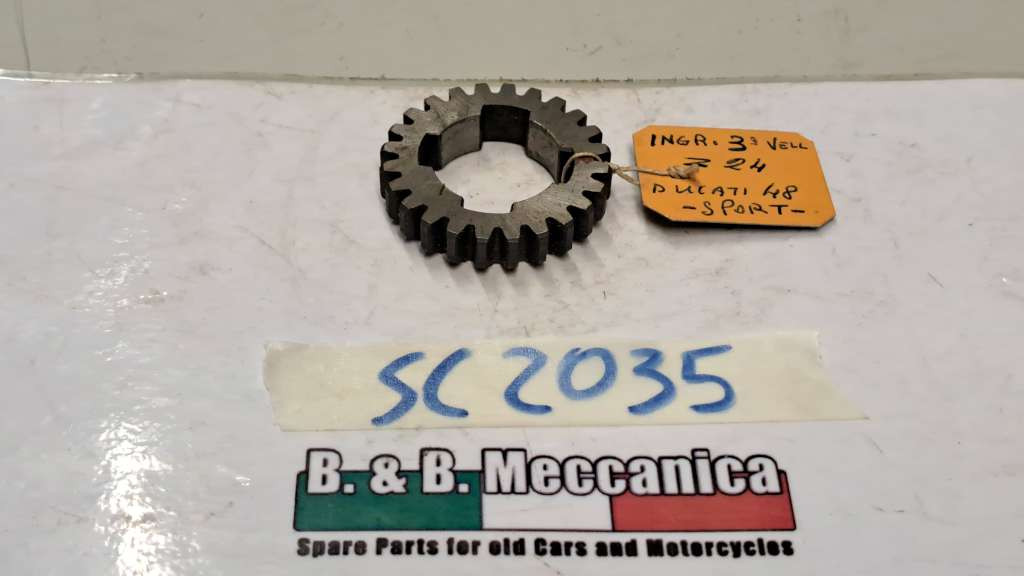 INGR. 3ª VELL
Z 24
DUCATI 48
-SPORT-
SC2035
B. & B. Meccanica
Spare Parts for old Cars and Motorcycles